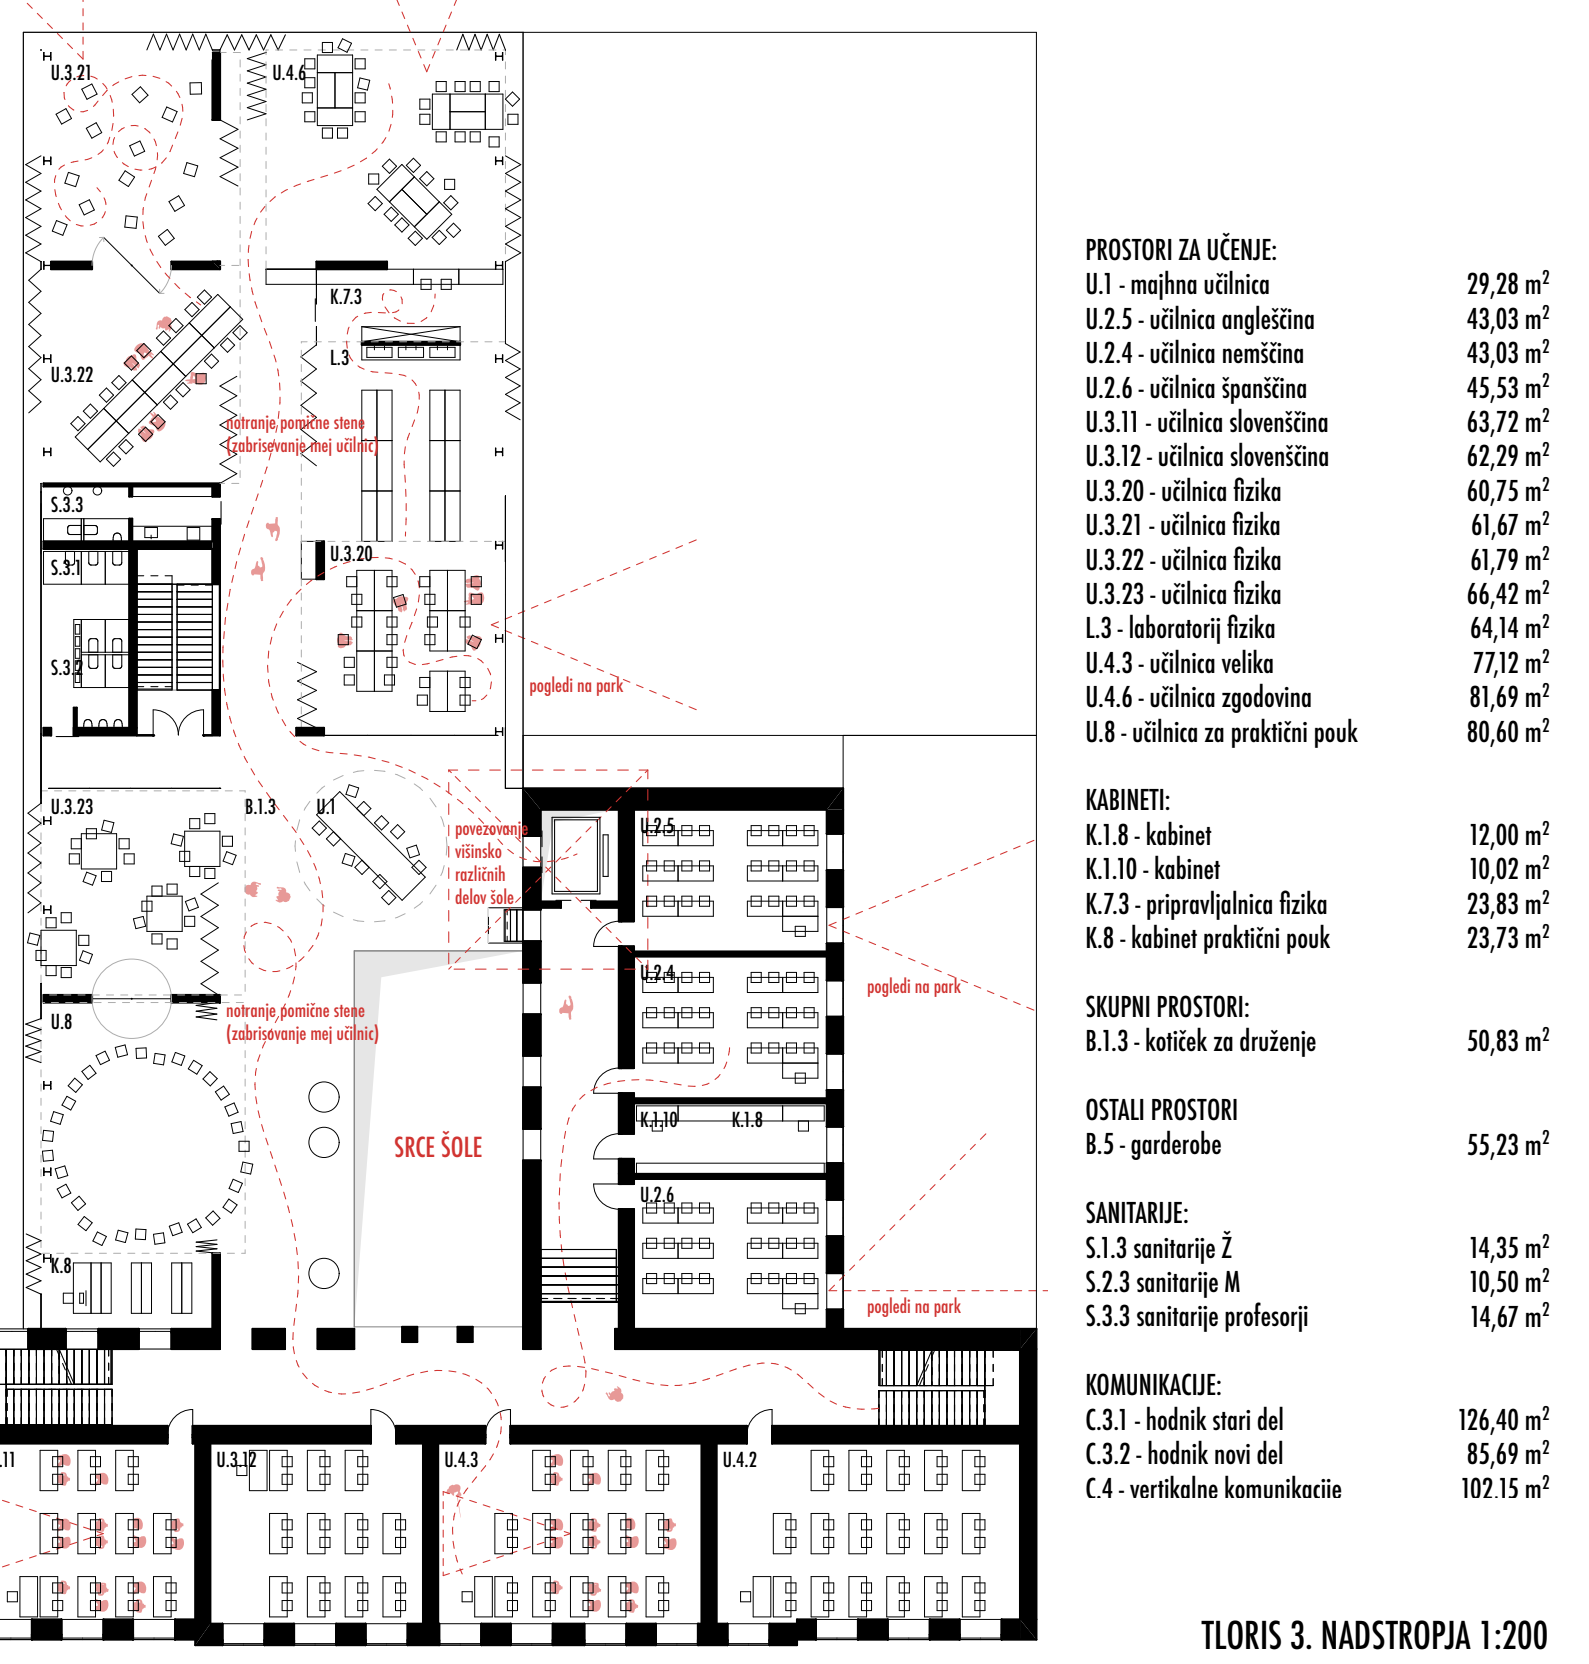 U.3.21
U.4.6
K.7.3
L.3
U.3.22
notranje pomične stene
(zabrisevanje mej učilnic)
S.3.3
S.3.1
U.3.20
S.3.2
pogledi na park
U.3.23
B.1.3
U.1
povezovanje
višinsko
različnih
delov šole
U.2.5
U.2.4
pogledi na park
U.8
notranje pomične stene
(zabrisovanje mej učilnic)
SRCE ŠOLE
K.1.10
K.1.8
U.2.6
K.8
pogledi na park
.11
U.3.12
U.4.3
U.4.2
PROSTORI ZA UČENJE:
U.1 - majhna učilnica 29,28 m²
U.2.5 - učilnica angleščina 43,03 m²
U.2.4 - učilnica nemščina 43,03 m²
U.2.6 - učilnica španščina 45,53 m²
U.3.11 - učilnica slovenščina 63,72 m²
U.3.12 - učilnica slovenščina 62,29 m²
U.3.20 - učilnica fizika 60,75 m²
U.3.21 - učilnica fizika 61,67 m²
U.3.22 - učilnica fizika 61,79 m²
U.3.23 - učilnica fizika 66,42 m²
L.3 - laboratorij fizika 64,14 m²
U.4.3 - učilnica velika 77,12 m²
U.4.6 - učilnica zgodovina 81,69 m²
U.8 - učilnica za praktični pouk 80,60 m²
KABINETI:
K.1.8 - kabinet 12,00 m²
K.1.10 - kabinet 10,02 m²
K.7.3 - pripravljalnica fizika 23,83 m²
K.8 - kabinet praktični pouk 23,73 m²
SKUPNI PROSTORI:
B.1.3 - kotiček za druženje 50,83 m²
OSTALI PROSTORI
B.5 - garderobe 55,23 m²
SANITARIJE:
S.1.3 sanitarije Ž 14,35 m²
S.2.3 sanitarije M 10,50 m²
S.3.3 sanitarije profesorji 14,67 m²
KOMUNIKACIJE:
C.3.1 - hodnik stari del 126,40 m²
C.3.2 - hodnik novi del 85,69 m²
C.4 - vertikalne komunikacije 102,15 m²
TLORIS 3. NADSTROPJA 1:200